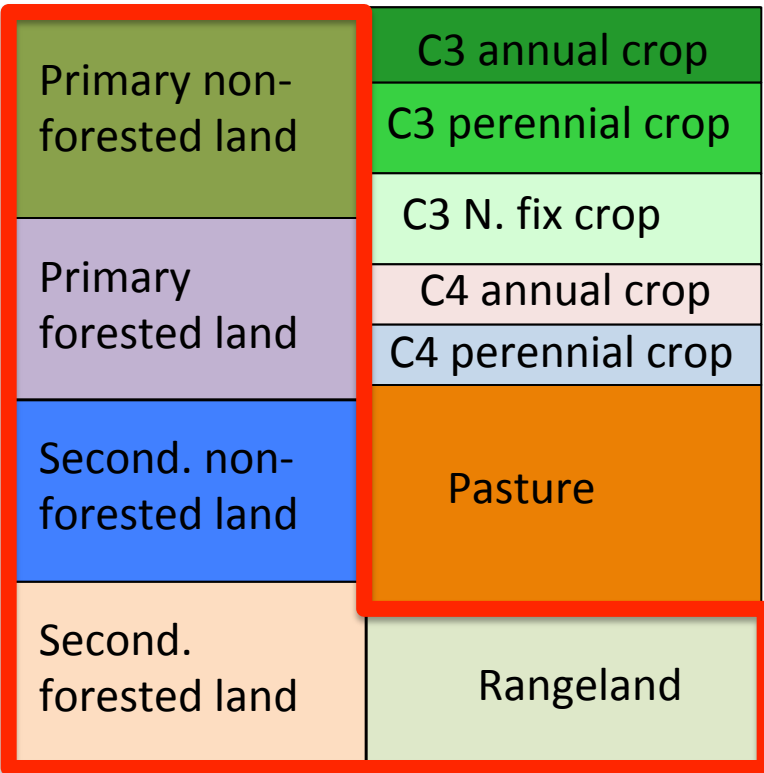 Primary non-
forested land
Primary
forested land
Second. non-
forested land
Second.
forested land
C3 annual crop
C3 perennial crop
C3 N. fix crop
C4 annual crop
C4 perennial crop
Pasture
Rangeland